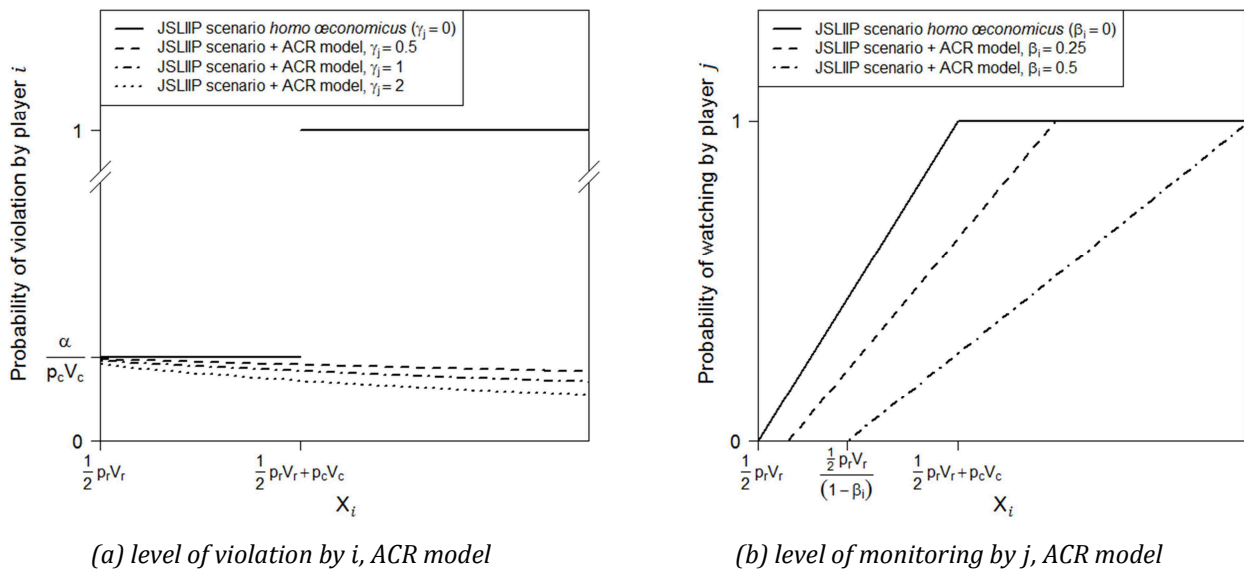 JSLIIP scenario homo œconomicus (γj = 0)
JSLIIP scenario + ACR model, γj = 0.5
JSLIIP scenario + ACR model, γj = 1
JSLIIP scenario + ACR model, γj = 2
Probability of violation by player i
1
α
pcVc
0
1/2 prVr
1/2 prVr + pcVc
Xi
(a) level of violation by i, ACR model
JSLIIP scenario homo œconomicus (βi = 0)
JSLIIP scenario + ACR model, βi = 0.25
JSLIIP scenario + ACR model, βi = 0.5
Probability of watching by player j
1
0
1/2 prVr
1/2 prVr
(1 − βi)
1/2 prVr + pcVc
Xi
(b) level of monitoring by j, ACR model